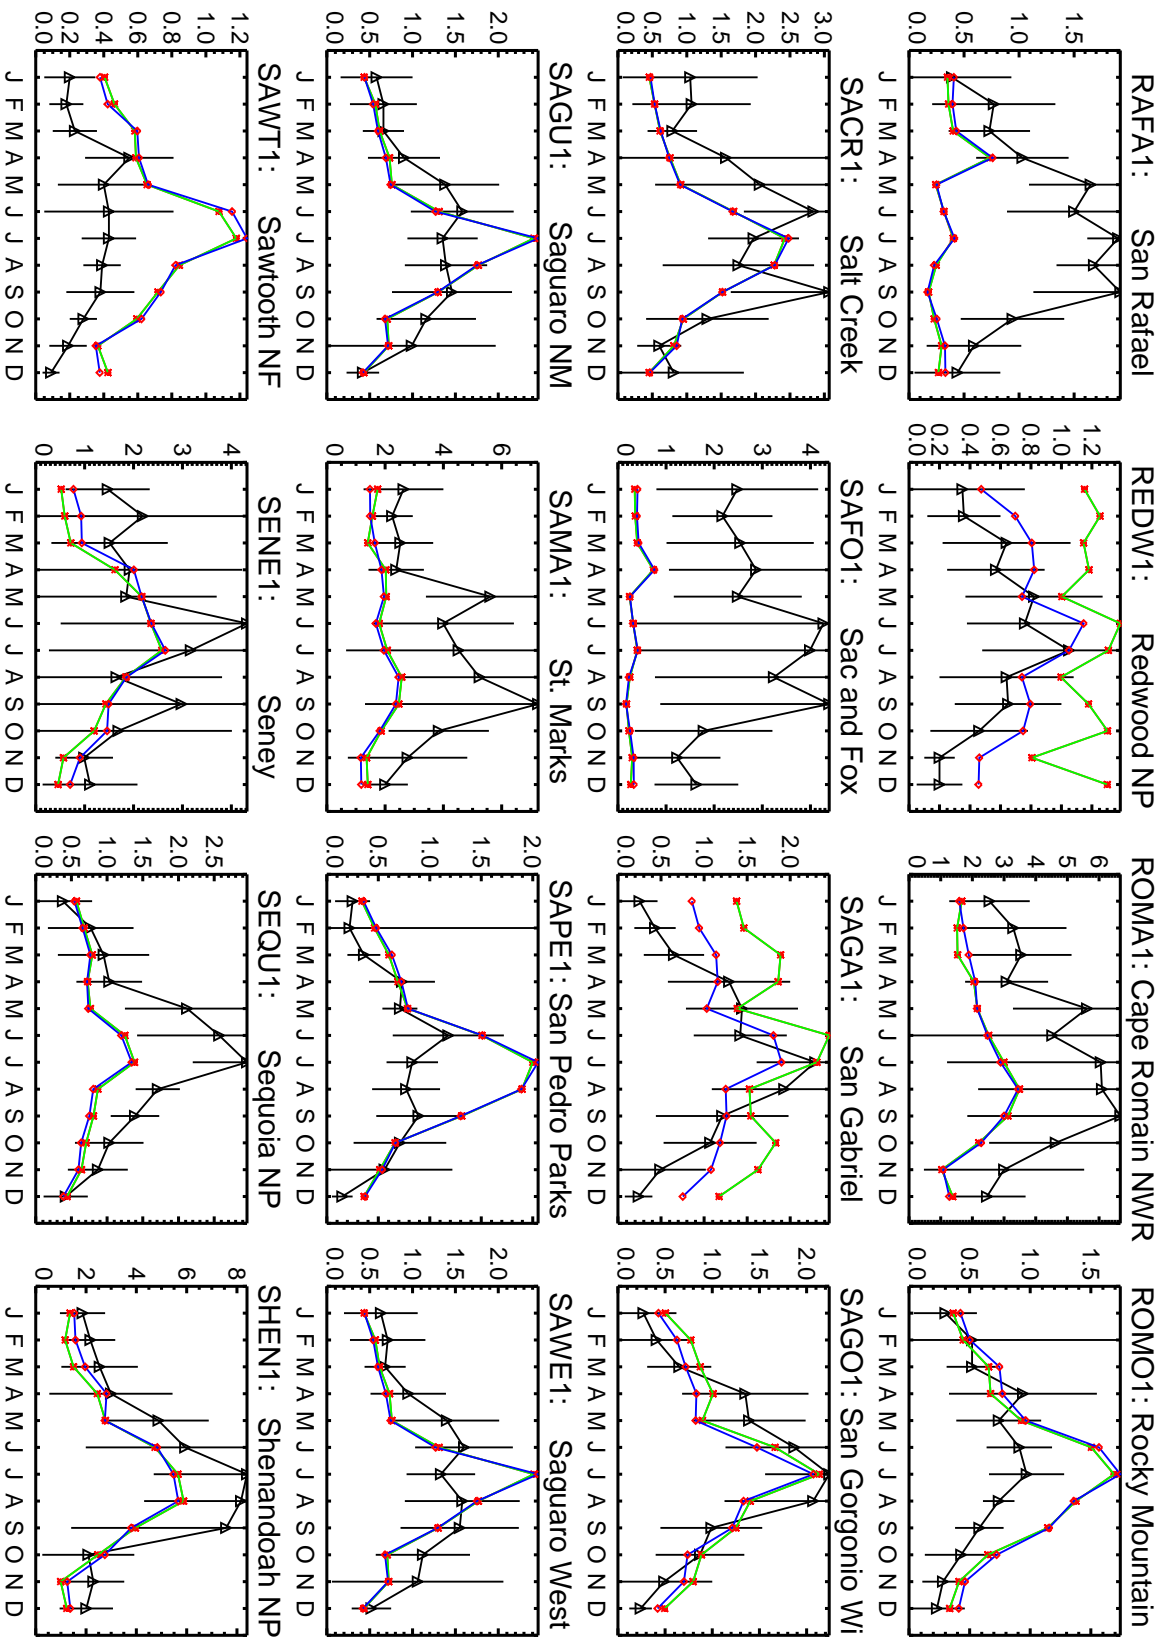 RAFA1: San Rafael
1.5
1.0
0.5
0.0
J F M A M J J A S O N D
REDW1: Redwood NP
1.2
1.0
0.8
0.6
0.4
0.2
0.0
J F M A M J J A S O N D
ROMA1: Cape Romain NWR
6
5
4
3
2
1
0
J F M A M J J A S O N D
ROMO1: Rocky Mountain
1.5
1.0
0.5
0.0
J F M A M J J A S O N D
SACR1: Salt Creek
3.0
2.5
2.0
1.5
1.0
0.5
0.0
J F M A M J J A S O N D
SAFO1: Sac and Fox
4
3
2
1
0
J F M A M J J A S O N D
SAGA1: San Gabriel
2.0
1.5
1.0
0.5
0.0
J F M A M J J A S O N D
SAGO1: San Gorgonio Wi
2.0
1.5
1.0
0.5
0.0
J F M A M J J A S O N D
SAGU1: Saguaro NM
2.0
1.5
1.0
0.5
0.0
J F M A M J J A S O N D
SAMA1: St. Marks
6
4
2
0
J F M A M J J A S O N D
SAPE1: San Pedro Parks
2.0
1.5
1.0
0.5
0.0
J F M A M J J A S O N D
SAWE1: Saguaro West
2.0
1.5
1.0
0.5
0.0
J F M A M J J A S O N D
SAWT1: Sawtooth NF
1.2
1.0
0.8
0.6
0.4
0.2
0.0
J F M A M J J A S O N D
SENE1: Seney
4
3
2
1
0
J F M A M J J A S O N D
SEQU1: Sequoia NP
2.5
2.0
1.5
1.0
0.5
0.0
J F M A M J J A S O N D
SHEN1: Shenandoah NP
8
6
4
2
0
J F M A M J J A S O N D